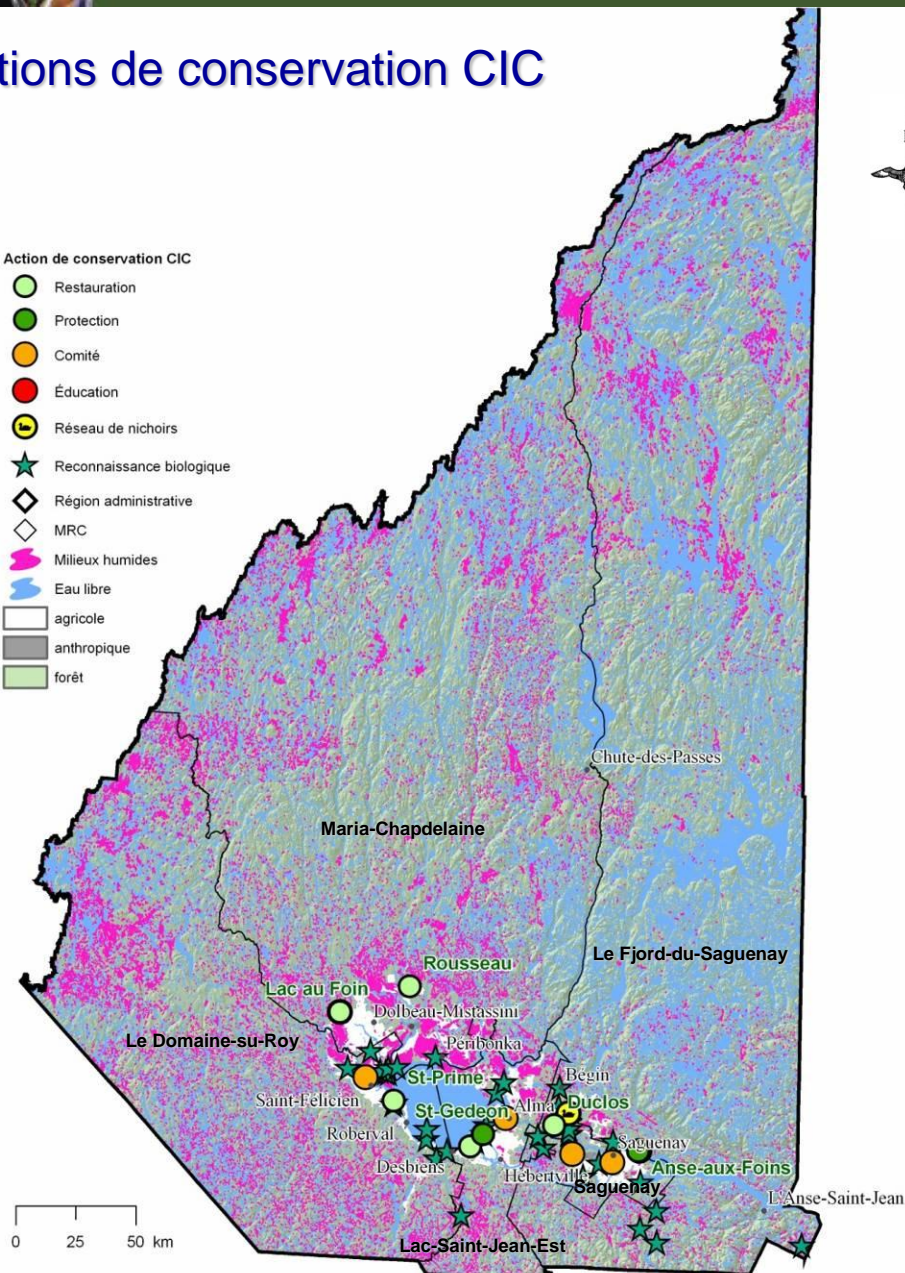 tions de conservation CIC
Action de conservation CIC
Restauration
Protection
Comité
Éducation
Réseau de nichoirs
Reconnaissance biologique
Région administrative
MRC
Milieux humides
Eau libre
agricole
anthropique
forêt
Chute-des-Passes
Maria-Chapdelaine
Le Fjord-du-Saguenay
Rousseau
Lac au Foin
Dolbeau-Mistassini
Le Domaine-su-Roy
Péribonka
St-Prime
Bégin
Saint-Félicien
St-Gedeon
Alma
Duclos
Roberval
Saguenay
Desbiens
Hébertville
Anse-aux-Foins
Saguenay
L'Anse-Saint-Jean
Lac-Saint-Jean-Est
0 25 50 km